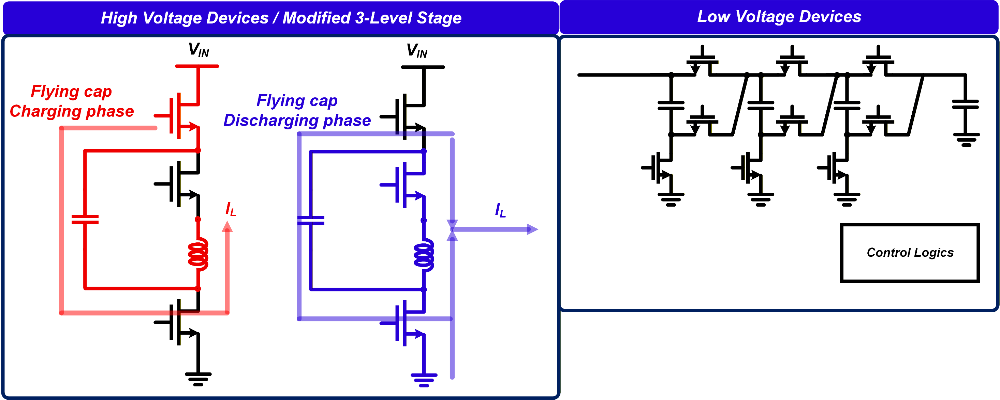 High Voltage Devices / Modified 3-Level Stage
Low Voltage Devices
VIN
VIN
Flying cap
Charging phase
Flying cap
Discharging phase
IL
IL
Control Logics